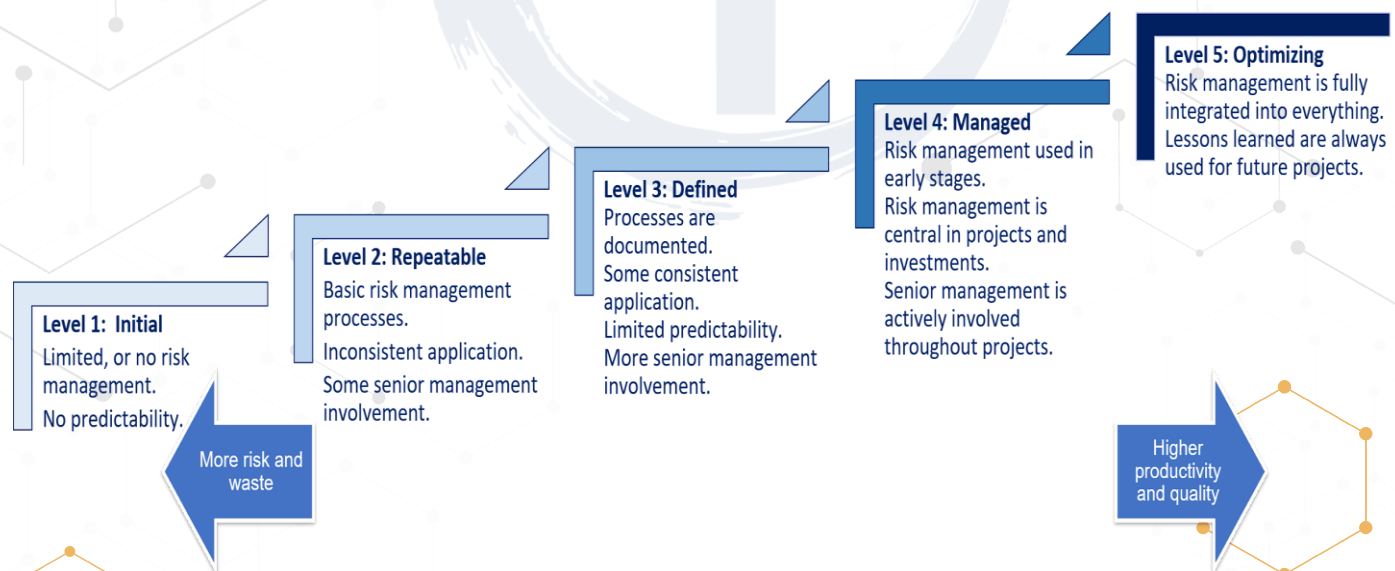 Level 1:  Initial
Limited, or no risk
management.
No predictability.
Level 2: Repeatable
Basic risk management
processes.
Inconsistent application.
Some senior management
involvement.
Level 3: Defined
Processes are
documented.
Some consistent
application.
Limited predictability.
More senior management
involvement.
Level 4: Managed
Risk management used in
early stages.
Risk management is
central in projects and
investments.
Senior management is
actively involved
throughout projects.
Level 5: Optimizing
Risk management is fully
integrated into everything.
Lessons learned are always
used for future projects.
More risk and
waste
Higher
productivity
and quality